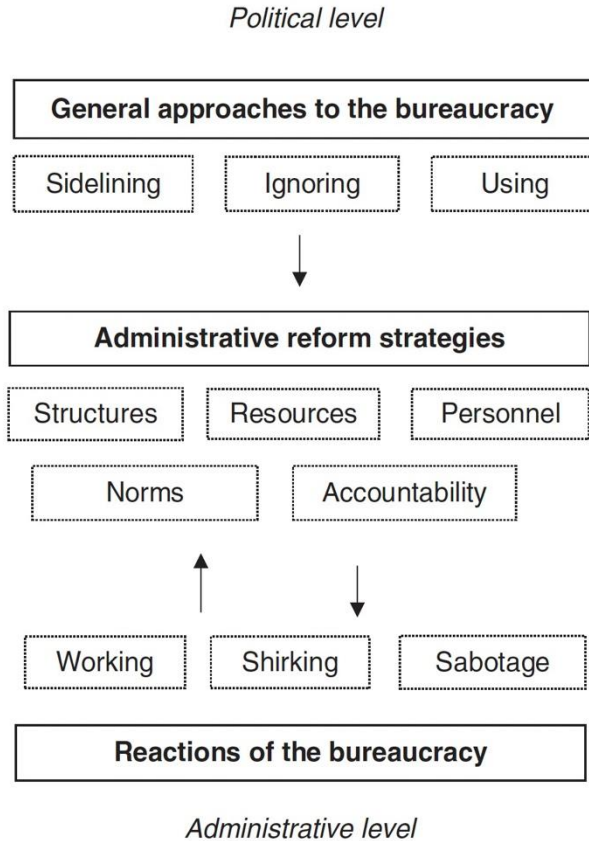 Political level
General approaches to the bureaucracy
Sidelining Ignoring Using
Administrative reform strategies
Structures Resources Personnel
Norms Accountability
Working Shirking Sabotage
Reactions of the bureaucracy
Administrative level